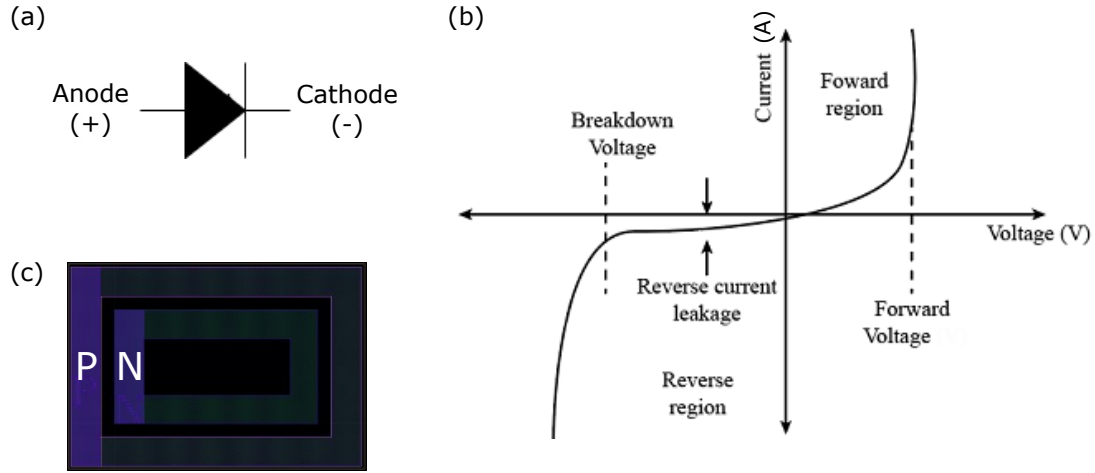 (a)
Anode
(+)
Cathode
(-)
(b)
Current (A)
Foward
region
Breakdown
Voltage
Voltage (V)
Reverse current
leakage
Forward
Voltage
Reverse
region
(c)
P N